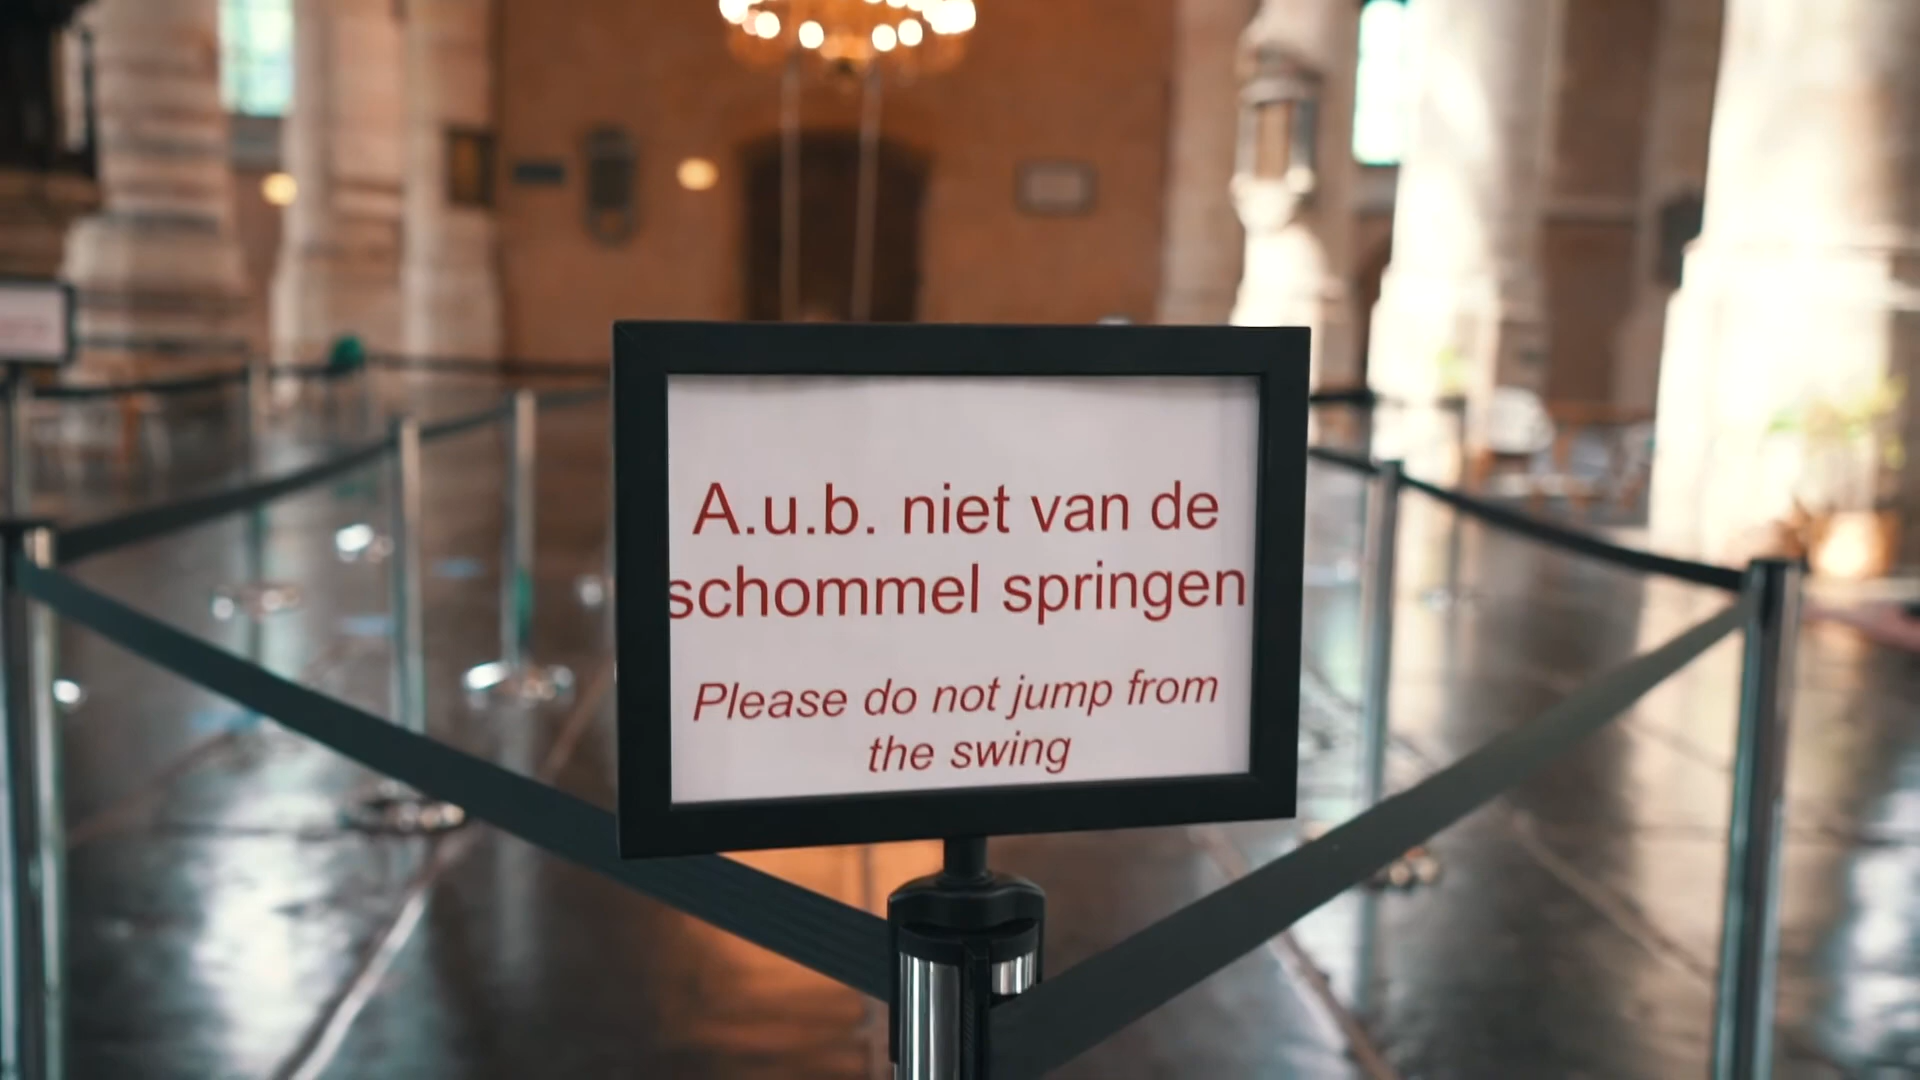 A.u.b. niet van de
schommel springen
Please do not jump from
the swing